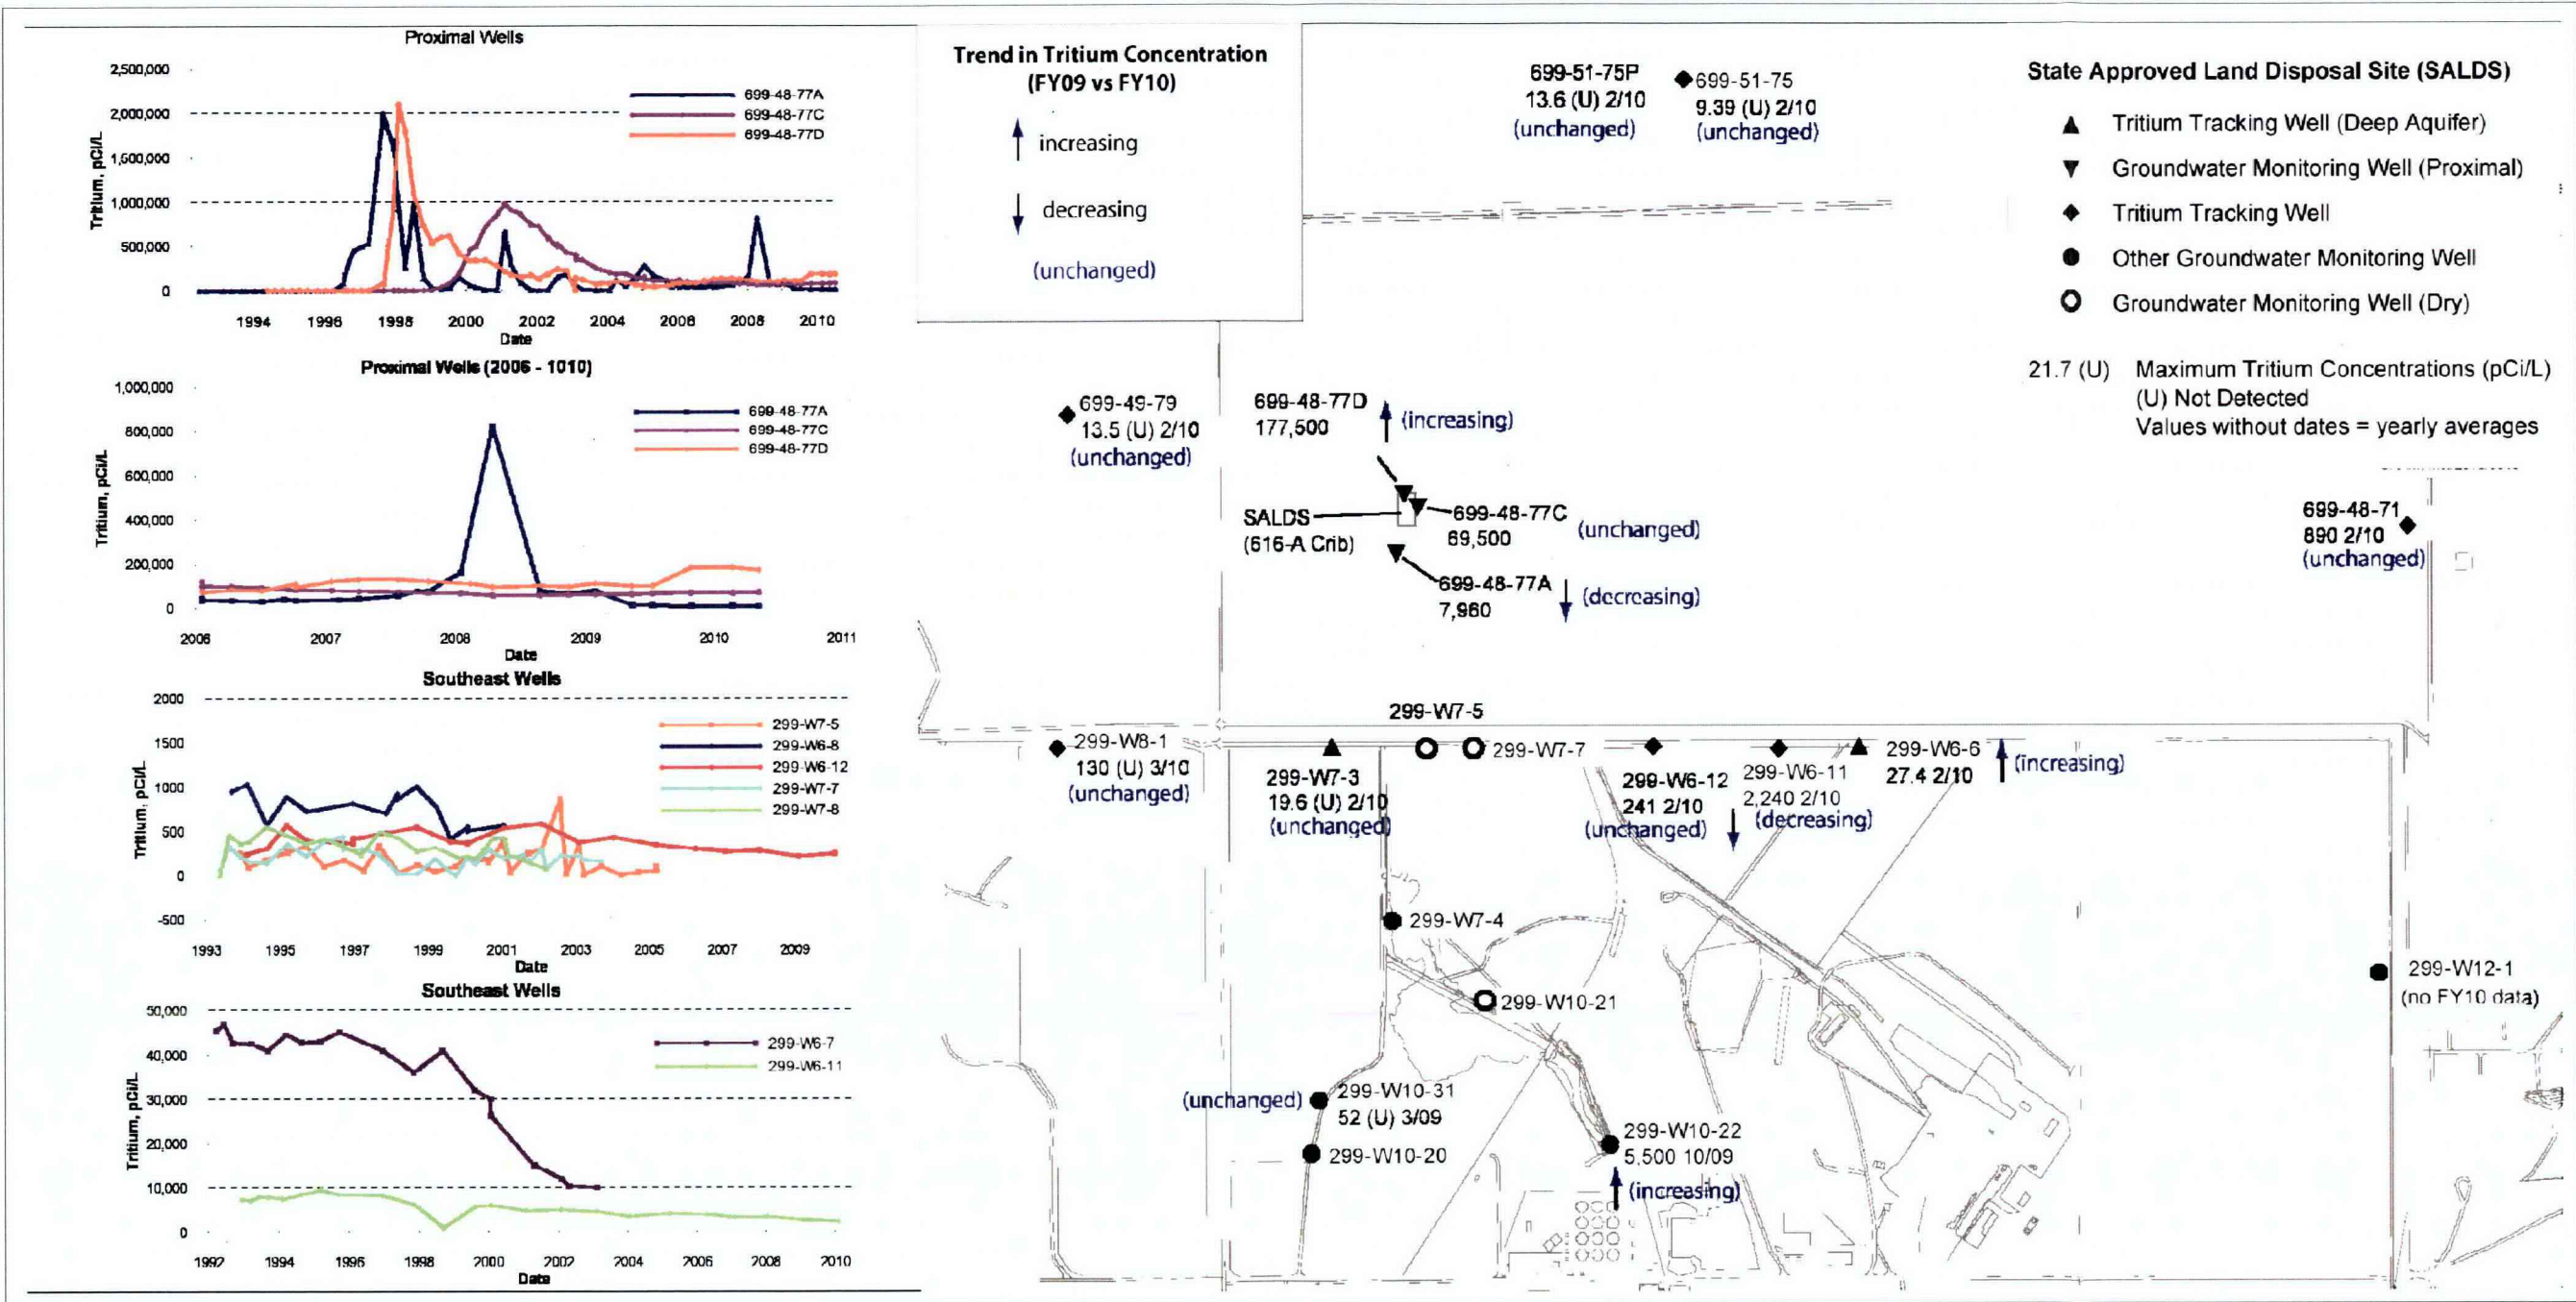 Proximal Wells
2,500,000
2,000,000
1,500,000
1,000,000
500,000
0
Tritium, pCi/L
699-48-77A
699-48-77C
699-48-77D
1994 1996 1998 2000 2002 2004 2006 2008 2010
Date
Proximal Wells (2006 - 1010)
1,000,000
800,000
600,000
400,000
200,000
0
Tritium, pCi/L
699-48-77A
699-48-77C
699-48-77D
2006 2007 2008 2009 2010 2011
Date
Southeast Wells
2000
1500
1000
500
0
-500
Tritium, pCi/L
299-W7-5
299-W6-8
299-W6-12
299-W7-7
299-W7-8
1993 1995 1997 1999 2001 2003 2005 2007 2009
Date
Southeast Wells
50,000
40,000
30,000
20,000
10,000
0
Tritium, pCi/L
299-W6-7
299-W6-11
1992 1994 1996 1998 2000 2002 2004 2006 2008 2010
Date
Trend in Tritium Concentration
(FY09 vs FY10)
increasing
decreasing
(unchanged)
699-51-75P
13.6 (U) 2/10
(unchanged)
699-51-75
9.39 (U) 2/10
(unchanged)
State Approved Land Disposal Site (SALDS)
Tritium Tracking Well (Deep Aquifer)
Groundwater Monitoring Well (Proximal)
Tritium Tracking Well
Other Groundwater Monitoring Well
Groundwater Monitoring Well (Dry)
21.7 (U) Maximum Tritium Concentrations (pCi/L)
(U) Not Detected
Values without dates = yearly averages
699-49-79
13.5 (U) 2/10
(unchanged)
699-48-77D
177,500
(increasing)
SALDS
(616-A Crib)
699-48-77C
69,500
(unchanged)
699-48-77A
7,960
(decreasing)
699-48-71
890 2/10
(unchanged)
299-W7-5
299-W8-1
130 (U) 3/10
(unchanged)
299-W7-3
19.6 (U) 2/10
(unchanged)
299-W7-7
299-W6-12
241 2/10
(unchanged)
299-W6-11
2,240 2/10
(decreasing)
299-W6-6
27.4 2/10
(increasing)
299-W7-4
299-W10-21
299-W12-1
(no FY10 data)
(unchanged)
299-W10-31
52 (U) 3/09
299-W10-20
299-W10-22
5,500 10/09
(increasing)